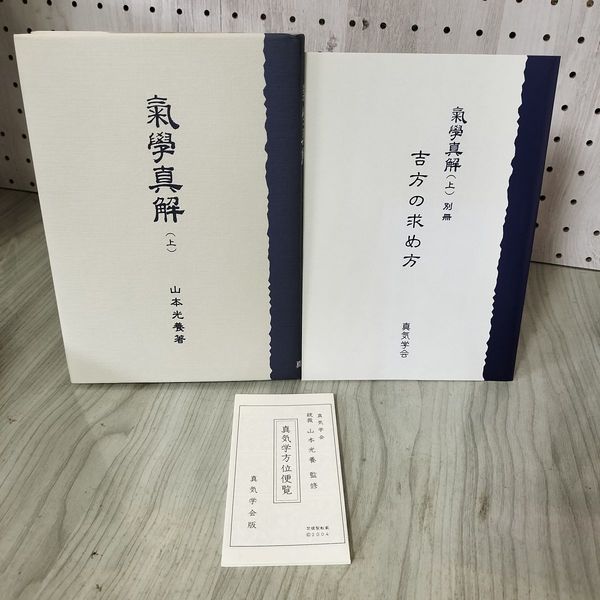 氣學真解
（上）
山本光養著
氣學真解（上）別冊
吉方の求め方
真気学会
真気学会
統裁 山本光養 監修
真気学方位便覧
真気学会版
©2004